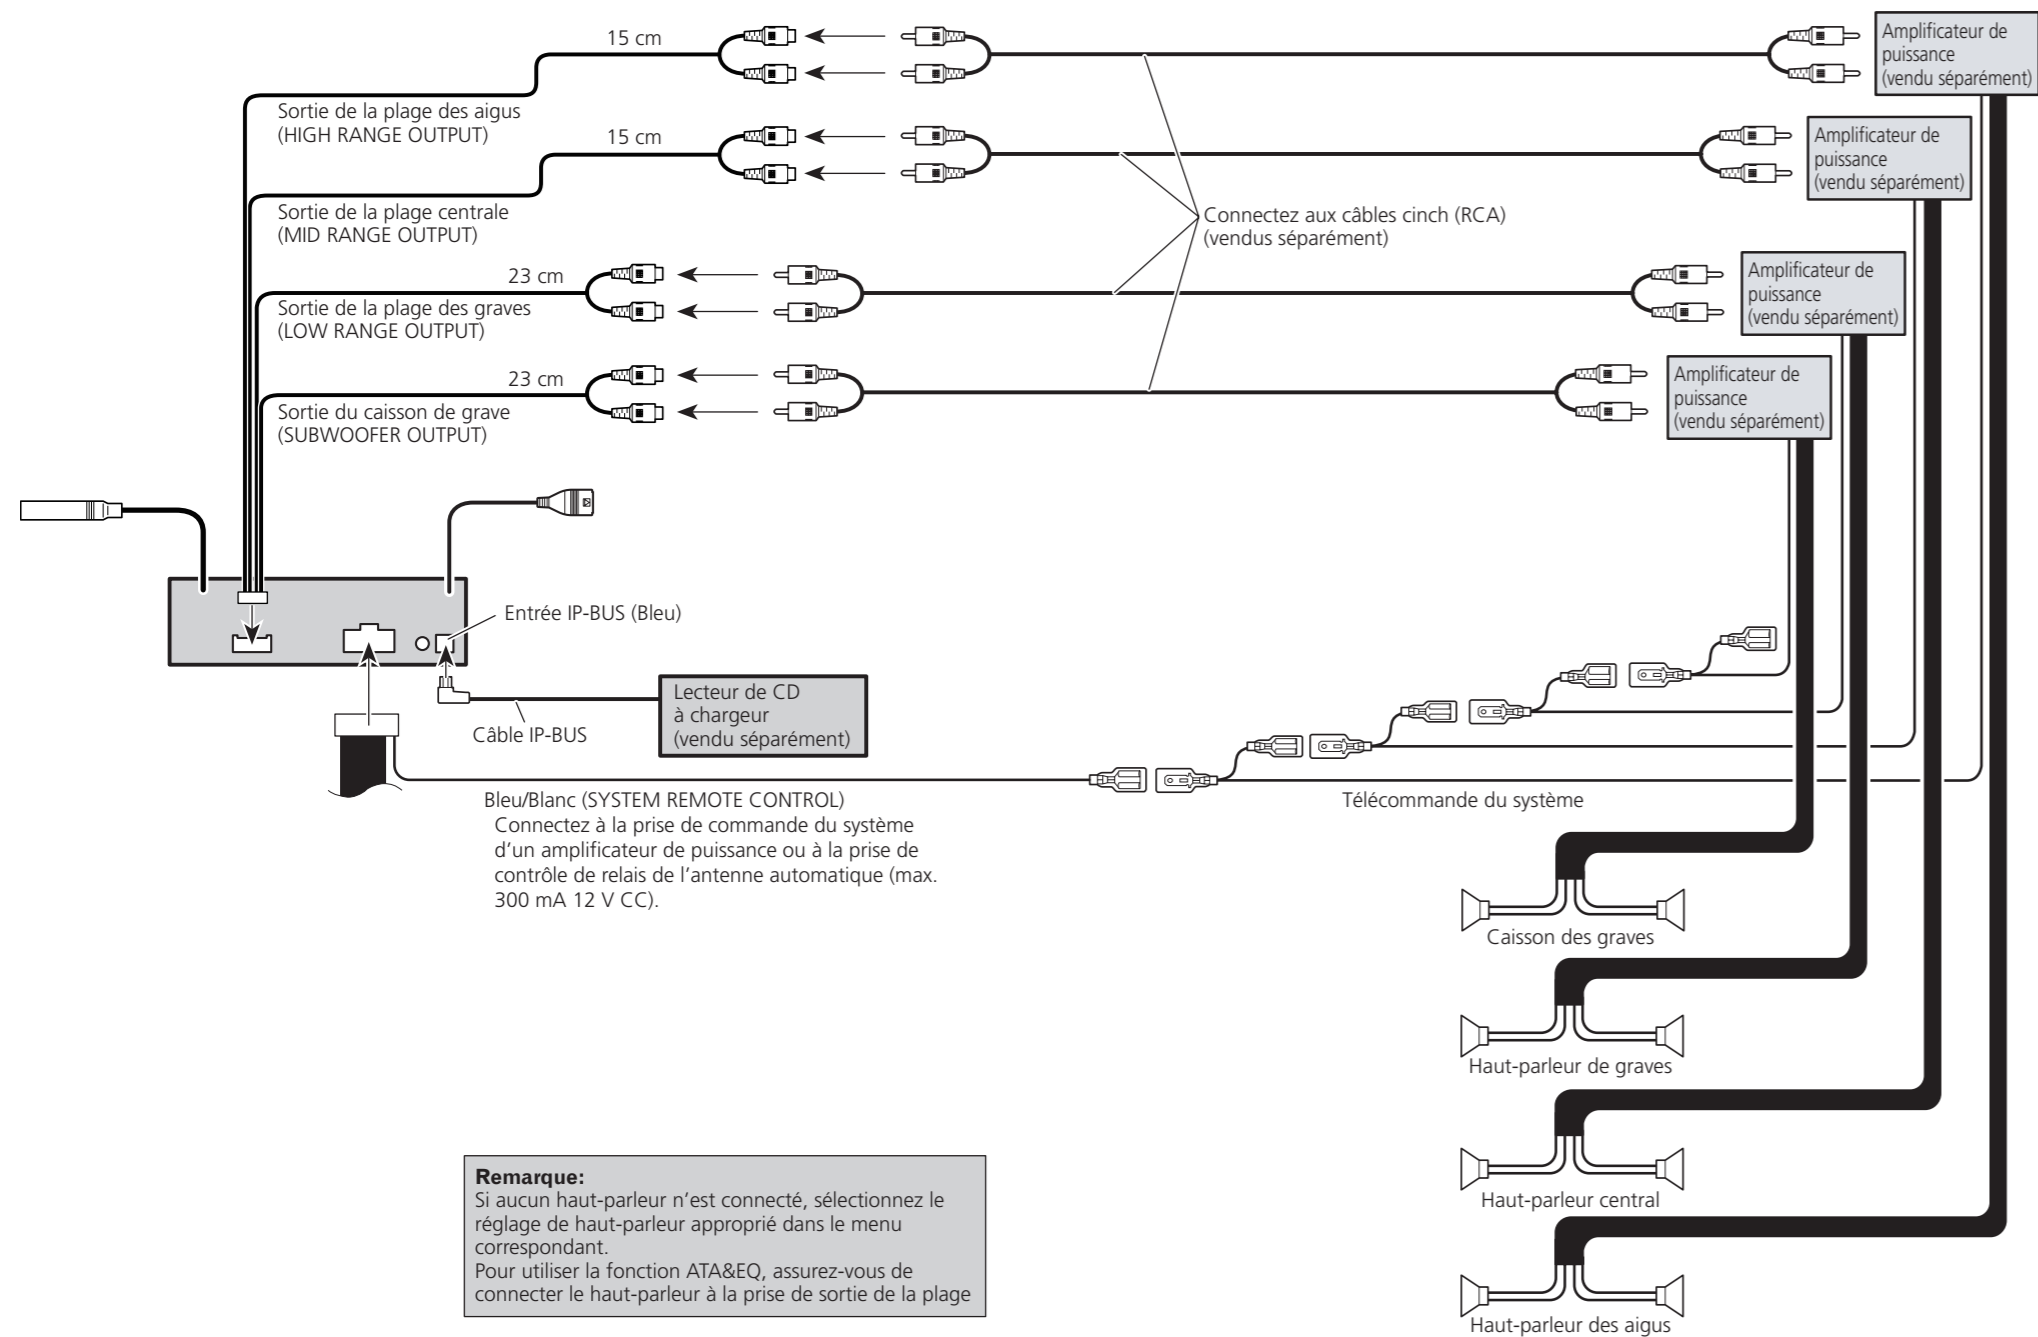 15 cm
Sortie de la plage des aigus
(HIGH RANGE OUTPUT)
15 cm
Sortie de la plage centrale
(MID RANGE OUTPUT)
23 cm
Sortie de la plage des graves
(LOW RANGE OUTPUT)
23 cm
Sortie du caisson de grave
(SUBWOOFER OUTPUT)
Connectez aux câbles cinch (RCA)
(vendus séparément)
Amplificateur de
puissance
(vendu séparément)
Amplificateur de
puissance
(vendu séparément)
Amplificateur de
puissance
(vendu séparément)
Amplificateur de
puissance
(vendu séparément)
Entrée IP-BUS (Bleu)
Câble IP-BUS
Lecteur de CD
à chargeur
(vendu séparément)
Bleu/Blanc (SYSTEM REMOTE CONTROL)
Connectez à la prise de commande du système
d’un amplificateur de puissance ou à la prise de
contrôle de relais de l’antenne automatique (max.
300 mA 12 V CC).
Télécommande du système
Caisson des graves
Haut-parleur de graves
Haut-parleur central
Haut-parleur des aigus
Remarque:
Si aucun haut-parleur n’est connecté, sélectionnez le
réglage de haut-parleur approprié dans le menu
correspondant.
Pour utiliser la fonction ATA&EQ, assurez-vous de
connecter le haut-parleur à la prise de sortie de la plage